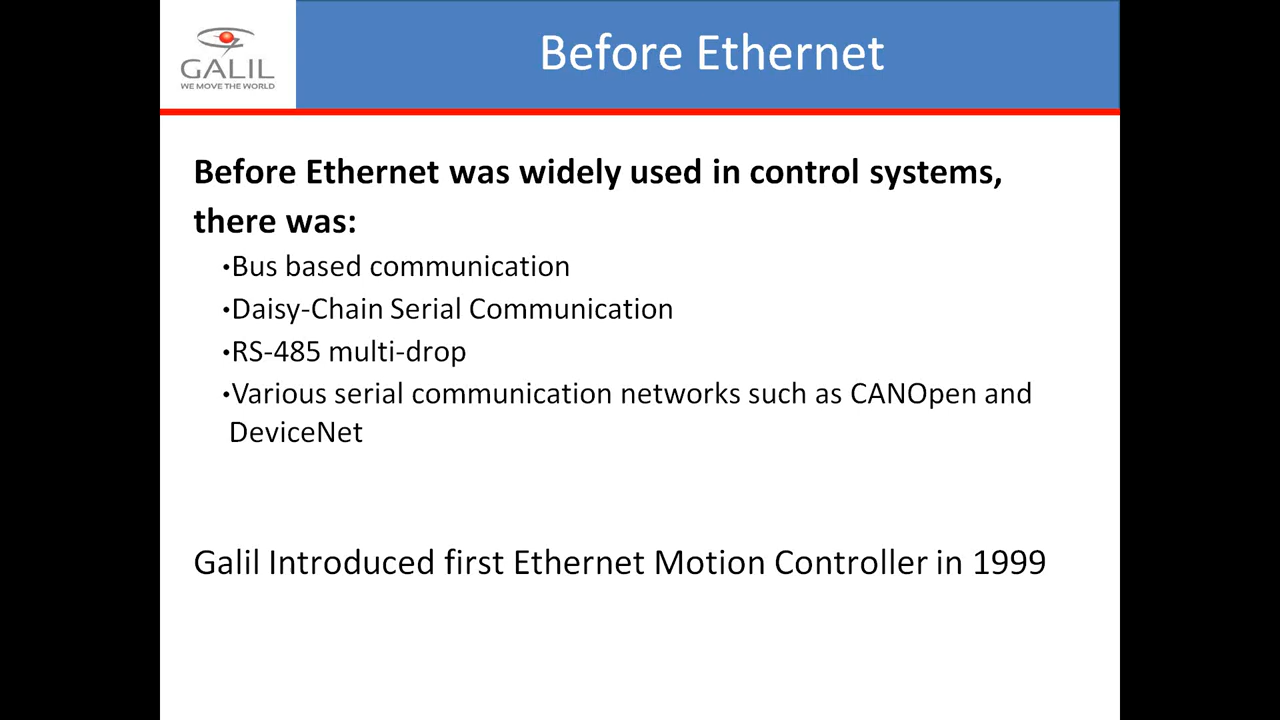 GALIL
WE MOVE THE WORLD
Before Ethernet
Before Ethernet was widely used in control systems,
there was:
•Bus based communication
•Daisy-Chain Serial Communication
•RS-485 multi-drop
•Various serial communication networks such as CANOpen and
DeviceNet
Galil Introduced first Ethernet Motion Controller in 1999